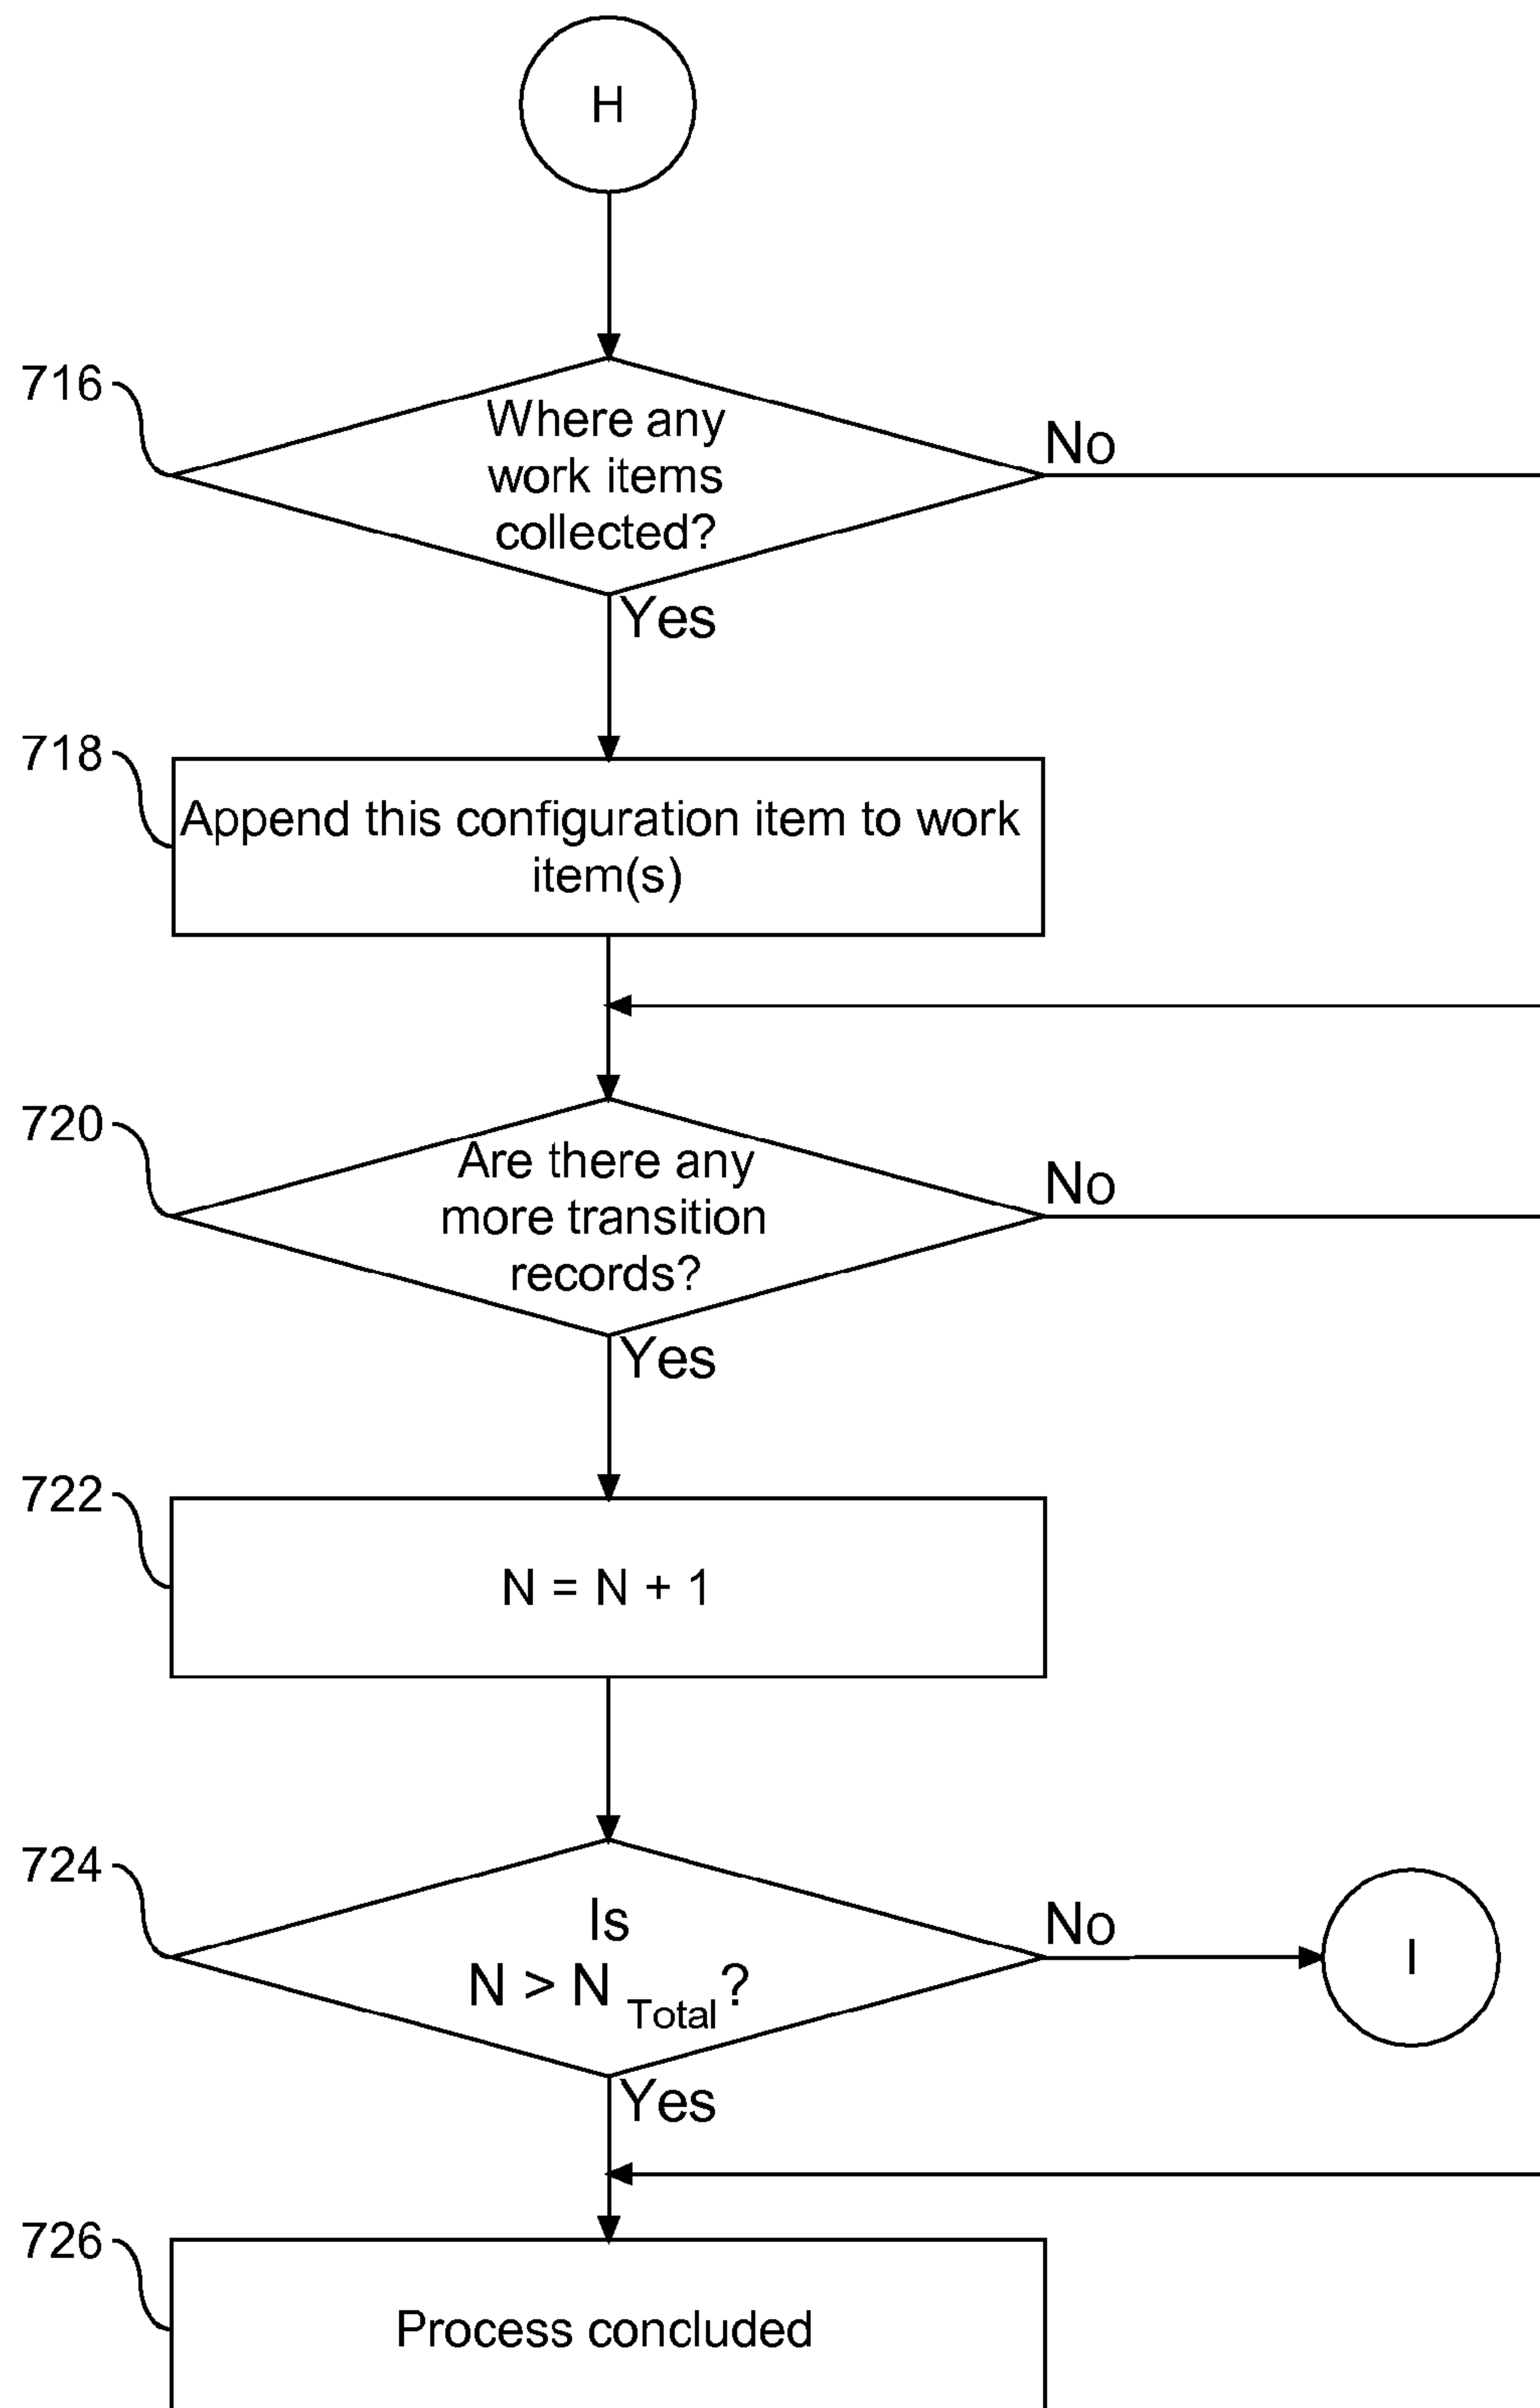 H
716
Where any
work items
collected?
No
Yes
718
Append this configuration item to work
item(s)
720
Are there any
more transition
records?
No
Yes
722
N = N + 1
724
Is
N > N Total ?
No
I
Yes
726
Process concluded